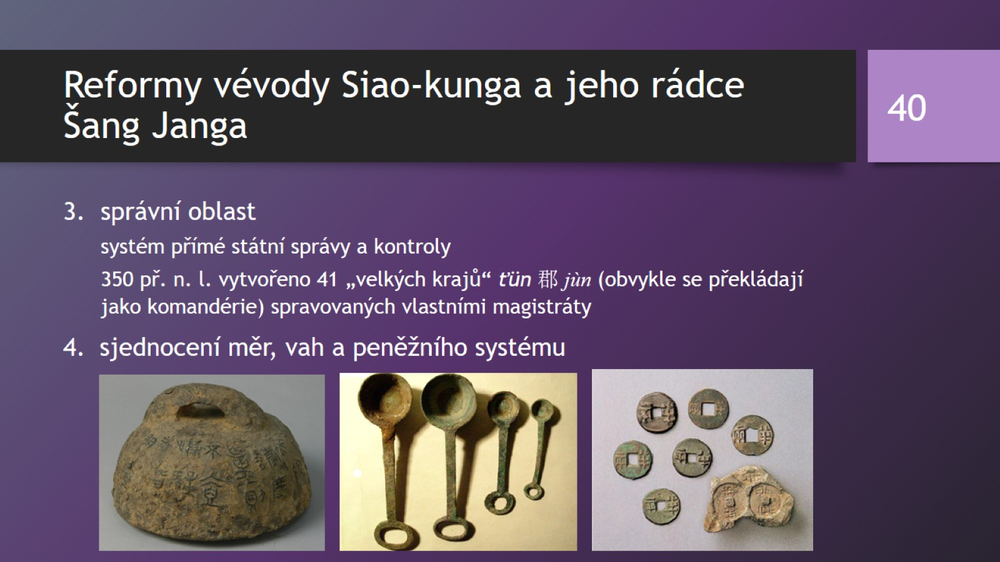 Reformy vévody Siao-kunga a jeho rádce
Šang Janga
40
3. správní oblast
systém přímé státní správy a kontroly
350 př. n. l. vytvořeno 41 „velkých krajů“ ťün 郡 jùn (obvykle se překládají
jako komandérie) spravovaných vlastními magistráty
4. sjednocení měr, vah a peněžního systému